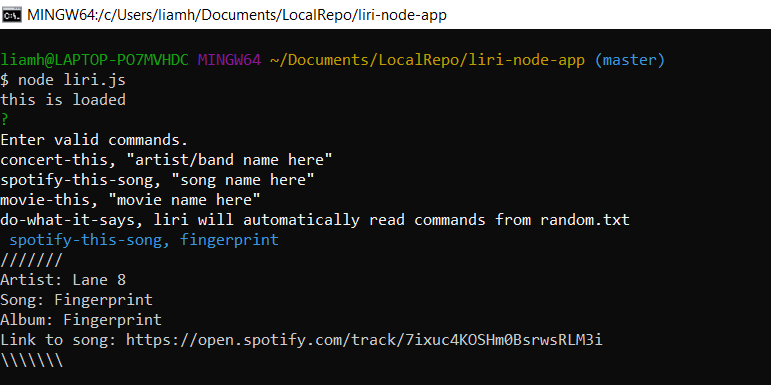 MINGW64:/c/Users/liamh/Documents/LocalRepo/liri-node-app
liamh@LAPTOP-PO7MVHDC MINGW64 ~/Documents/LocalRepo/liri-node-app (master)
$ node liri.js
this is loaded
?
Enter valid commands.
concert-this, "artist/band name here"
spotify-this-song, "song name here"
movie-this, "movie name here"
do-what-it-says, liri will automatically read commands from random.txt
spotify-this-song, fingerprint
///////
Artist: Lane 8
Song: Fingerprint
Album: Fingerprint
Link to song: https://open.spotify.com/track/7ixuc4KOSHm0BsrwsRLM3i
\\\\\\\